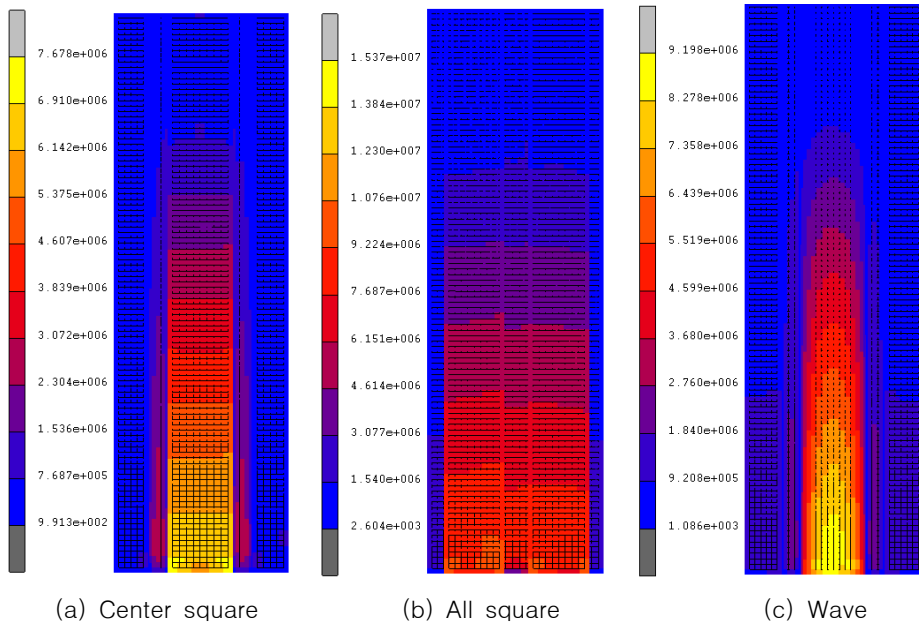 7.678e+006
6.910e+006
6.142e+006
5.375e+006
4.607e+006
3.839e+006
3.072e+006
2.304e+006
1.536e+006
7.687e+005
9.913e+002
1.537e+007
1.384e+007
1.230e+007
1.076e+007
9.224e+006
7.687e+006
6.151e+006
4.614e+006
3.077e+006
1.540e+006
2.604e+003
9.198e+006
8.278e+006
7.358e+006
6.439e+006
5.519e+006
4.599e+006
3.680e+006
2.760e+006
1.840e+006
9.208e+005
1.086e+003
(a) Center square
(b) All square
(c) Wave